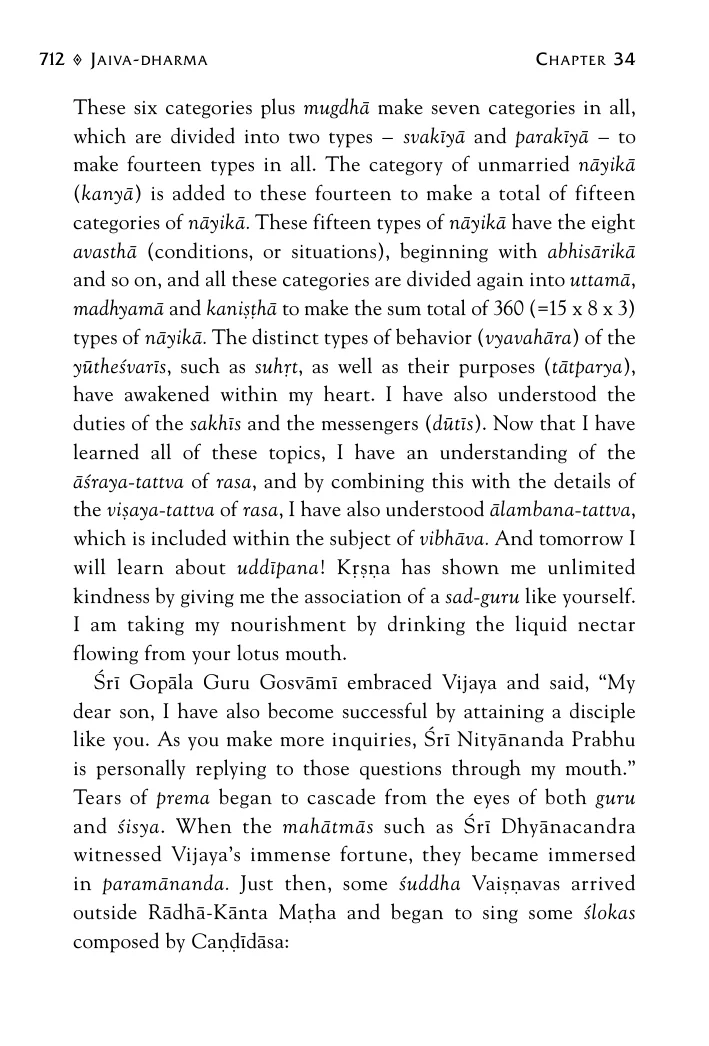 712 ◊ Jaiva-dharma Chapter 34
These six categories plus mugdhā make seven categories in all,
which are divided into two types – svakīyā and parakīyā – to
make fourteen types in all. The category of unmarried nāyikā
(kanyā) is added to these fourteen to make a total of fifteen
categories of nāyikā. These fifteen types of nāyikā have the eight
avasthā (conditions, or situations), beginning with abhisārikā
and so on, and all these categories are divided again into uttamā,
madhyamā and kaniṣṭhā to make the sum total of 360 (=15 x 8 x 3)
types of nāyikā. The distinct types of behavior (vyavahāra) of the
yūtheśvarīs, such as suhṛt, as well as their purposes (tātparya),
have awakened within my heart. I have also understood the
duties of the sakhīs and the messengers (dūtīs). Now that I have
learned all of these topics, I have an understanding of the
āśraya-tattva of rasa, and by combining this with the details of
the viṣaya-tattva of rasa, I have also understood ālambana-tattva,
which is included within the subject of vibhāva. And tomorrow I
will learn about uddīpana! Kṛṣṇa has shown me unlimited
kindness by giving me the association of a sad-guru like yourself.
I am taking my nourishment by drinking the liquid nectar
flowing from your lotus mouth.
Śrī Gopāla Guru Gosvāmī embraced Vijaya and said, “My
dear son, I have also become successful by attaining a disciple
like you. As you make more inquiries, Śrī Nityānanda Prabhu
is personally replying to those questions through my mouth.”
Tears of prema began to cascade from the eyes of both guru
and śisya. When the mahātmās such as Śrī Dhyānacandra
witnessed Vijaya’s immense fortune, they became immersed
in paramānanda. Just then, some śuddha Vaiṣṇavas arrived
outside Rādhā-Kānta Maṭha and began to sing some ślokas
composed by Caṇḍīdāsa: